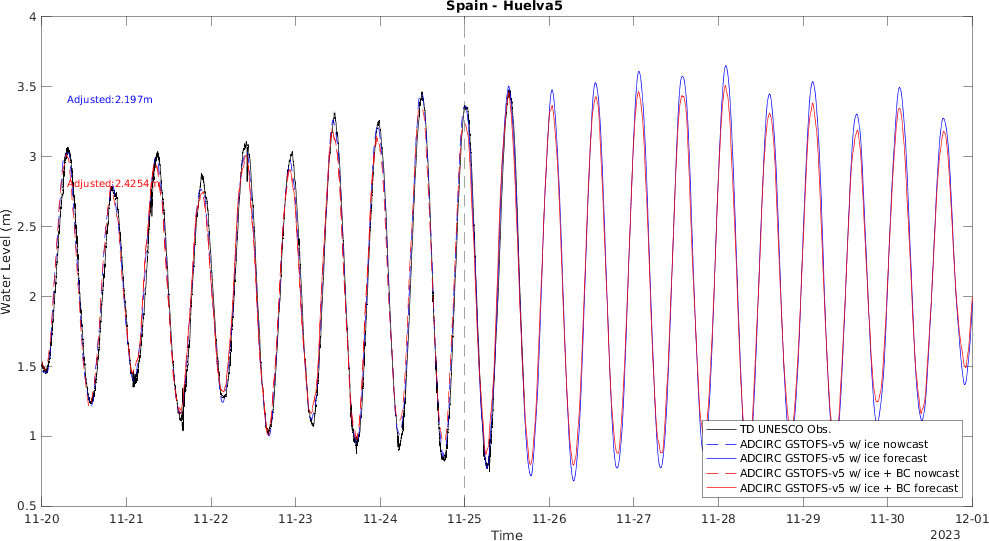 Spain - Huelva5
4
3.5
3
2.5
2
1.5
1
0.5
Water Level (m)
Adjusted:2.197m
Adjusted:2.4254m
TD UNESCO Obs.
ADCIRC GSTOFS-v5 w/ ice nowcast
ADCIRC GSTOFS-v5 w/ ice forecast
ADCIRC GSTOFS-v5 w/ ice + BC nowcast
ADCIRC GSTOFS-v5 w/ ice + BC forecast
11-20 11-21 11-22 11-23 11-24 11-25 11-26 11-27 11-28 11-29 11-30 12-01
Time
2023